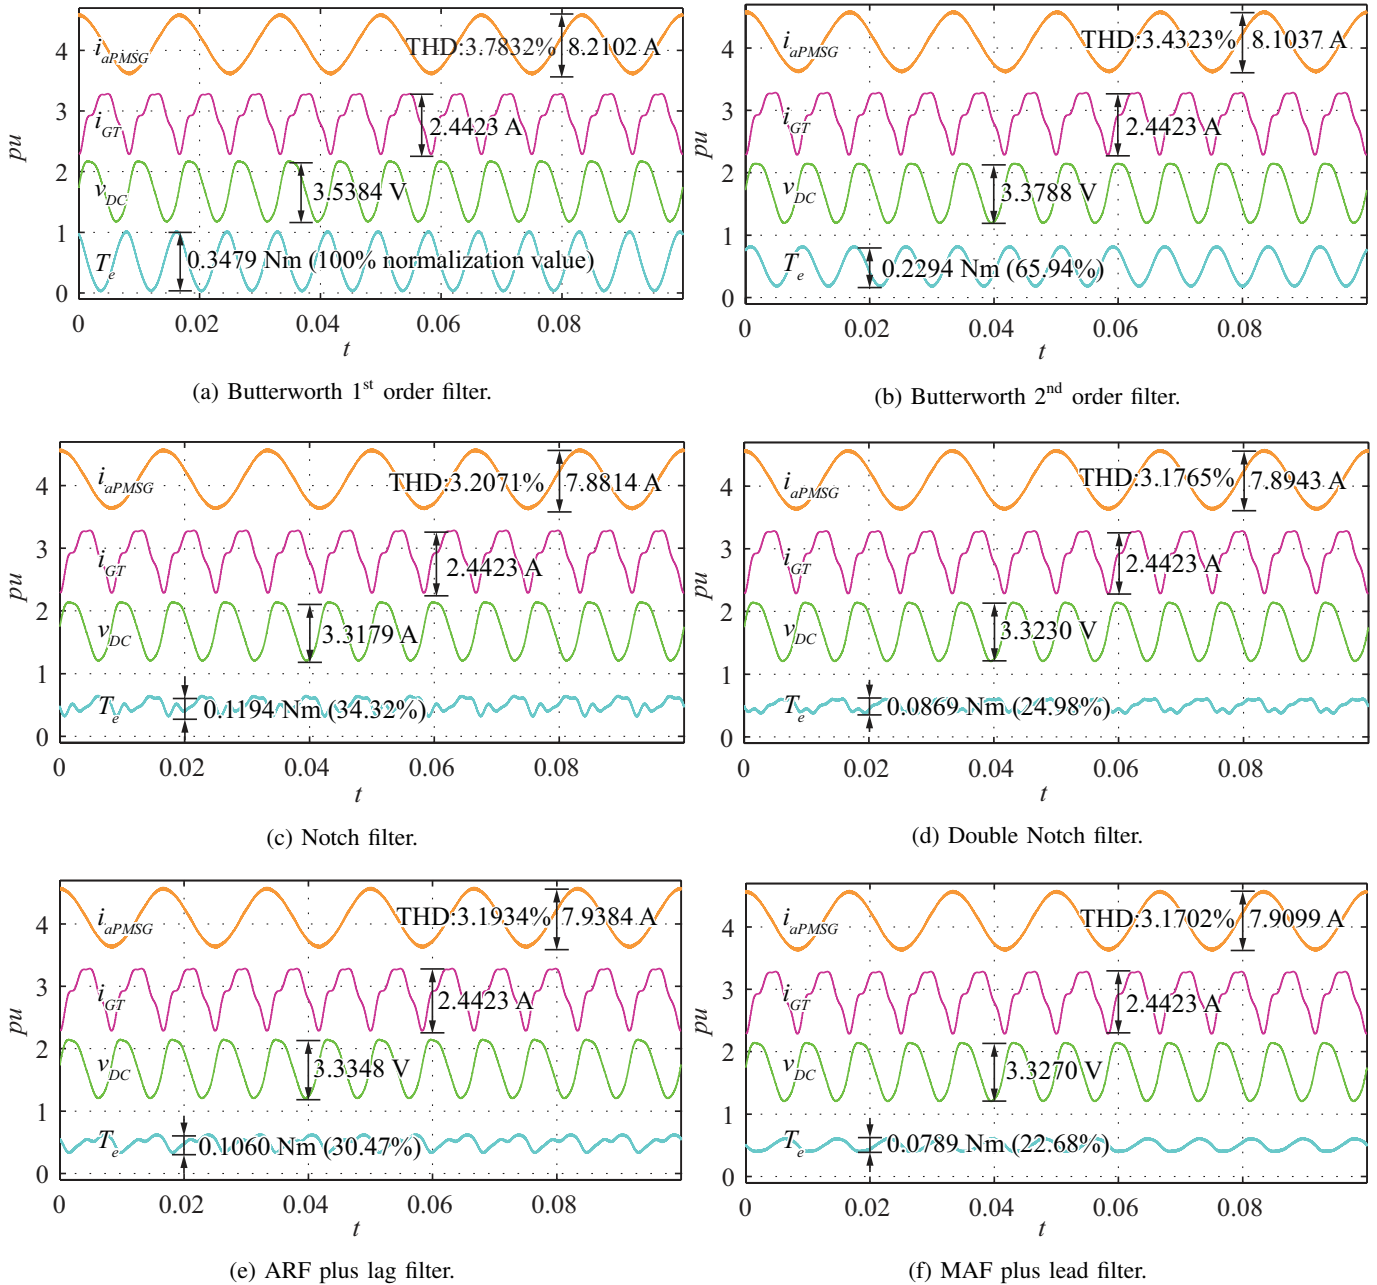 4
3
2
1
0
pu
i_aPMSG
THD:3.7832%
8.2102 A
i_GT
2.4423 A
v_DC
3.5384 V
T_e
0.3479 Nm (100% normalization value)
0 0.02 0.04 0.06 0.08
t
(a) Butterworth 1st order filter.
4
3
2
1
0
pu
i_aPMSG
THD:3.4323%
8.1037 A
i_GT
2.4423 A
v_DC
3.3788 V
T_e
0.2294 Nm (65.94%)
0 0.02 0.04 0.06 0.08
t
(b) Butterworth 2nd order filter.
4
3
2
1
0
pu
i_aPMSG
THD:3.2071%
7.8814 A
i_GT
2.4423 A
v_DC
3.3179 A
T_e
0.1194 Nm (34.32%)
0 0.02 0.04 0.06 0.08
t
(c) Notch filter.
4
3
2
1
0
pu
i_aPMSG
THD:3.1765%
7.8943 A
i_GT
2.4423 A
v_DC
3.3230 V
T_e
0.0869 Nm (24.98%)
0 0.02 0.04 0.06 0.08
t
(d) Double Notch filter.
4
3
2
1
0
pu
i_aPMSG
THD:3.1934%
7.9384 A
i_GT
2.4423 A
v_DC
3.3348 V
T_e
0.1060 Nm (30.47%)
0 0.02 0.04 0.06 0.08
t
(e) ARF plus lag filter.
4
3
2
1
0
pu
i_aPMSG
THD:3.1702%
7.9099 A
i_GT
2.4423 A
v_DC
3.3270 V
T_e
0.0789 Nm (22.68%)
0 0.02 0.04 0.06 0.08
t
(f) MAF plus lead filter.